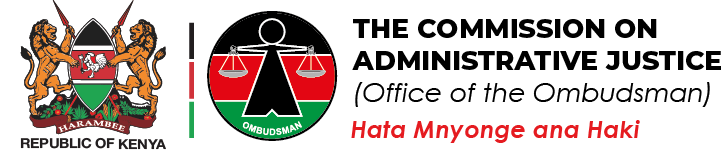 HARAMBEE
REPUBLIC OF KENYA
OMBUDSMAN
THE COMMISSION ON
ADMINISTRATIVE JUSTICE
(Office of the Ombudsman)
Hata Mnyonge ana Haki